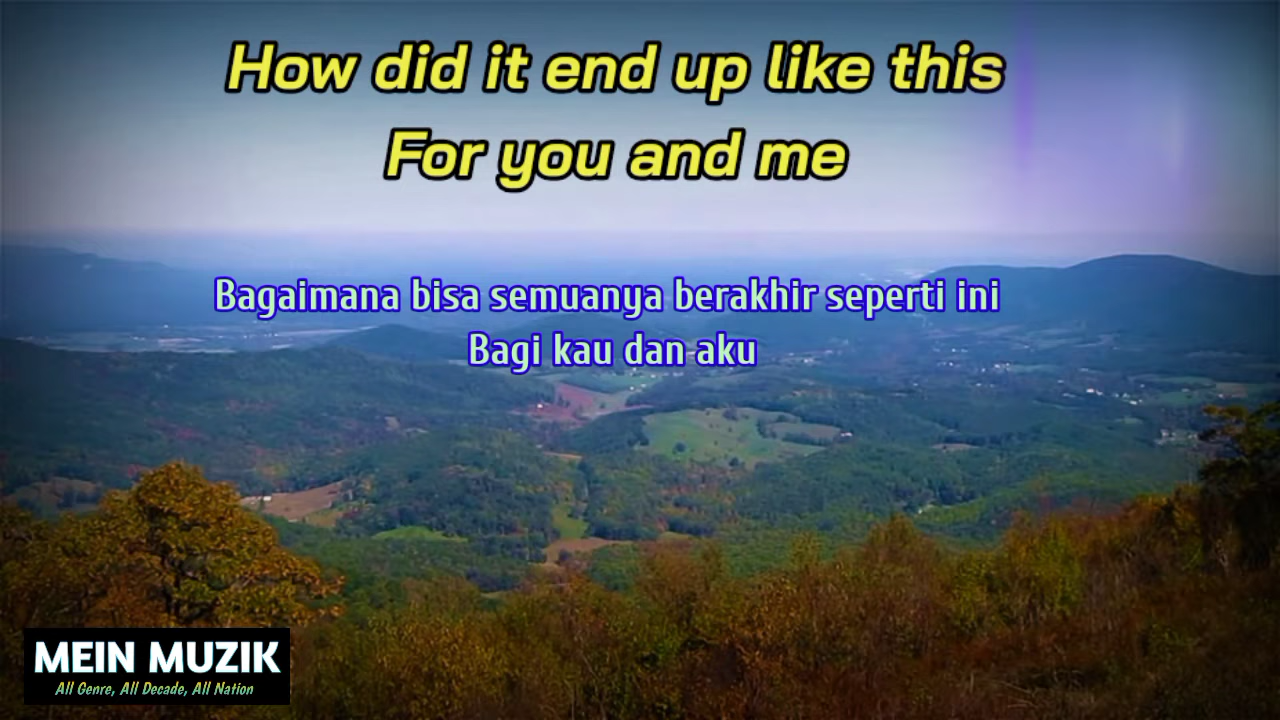 How did it end up like this
For you and me
Bagaimana bisa semuanya berakhir seperti ini
Bagi kau dan aku
MEIN MUZIK
All Genre, All Decade, All Nation